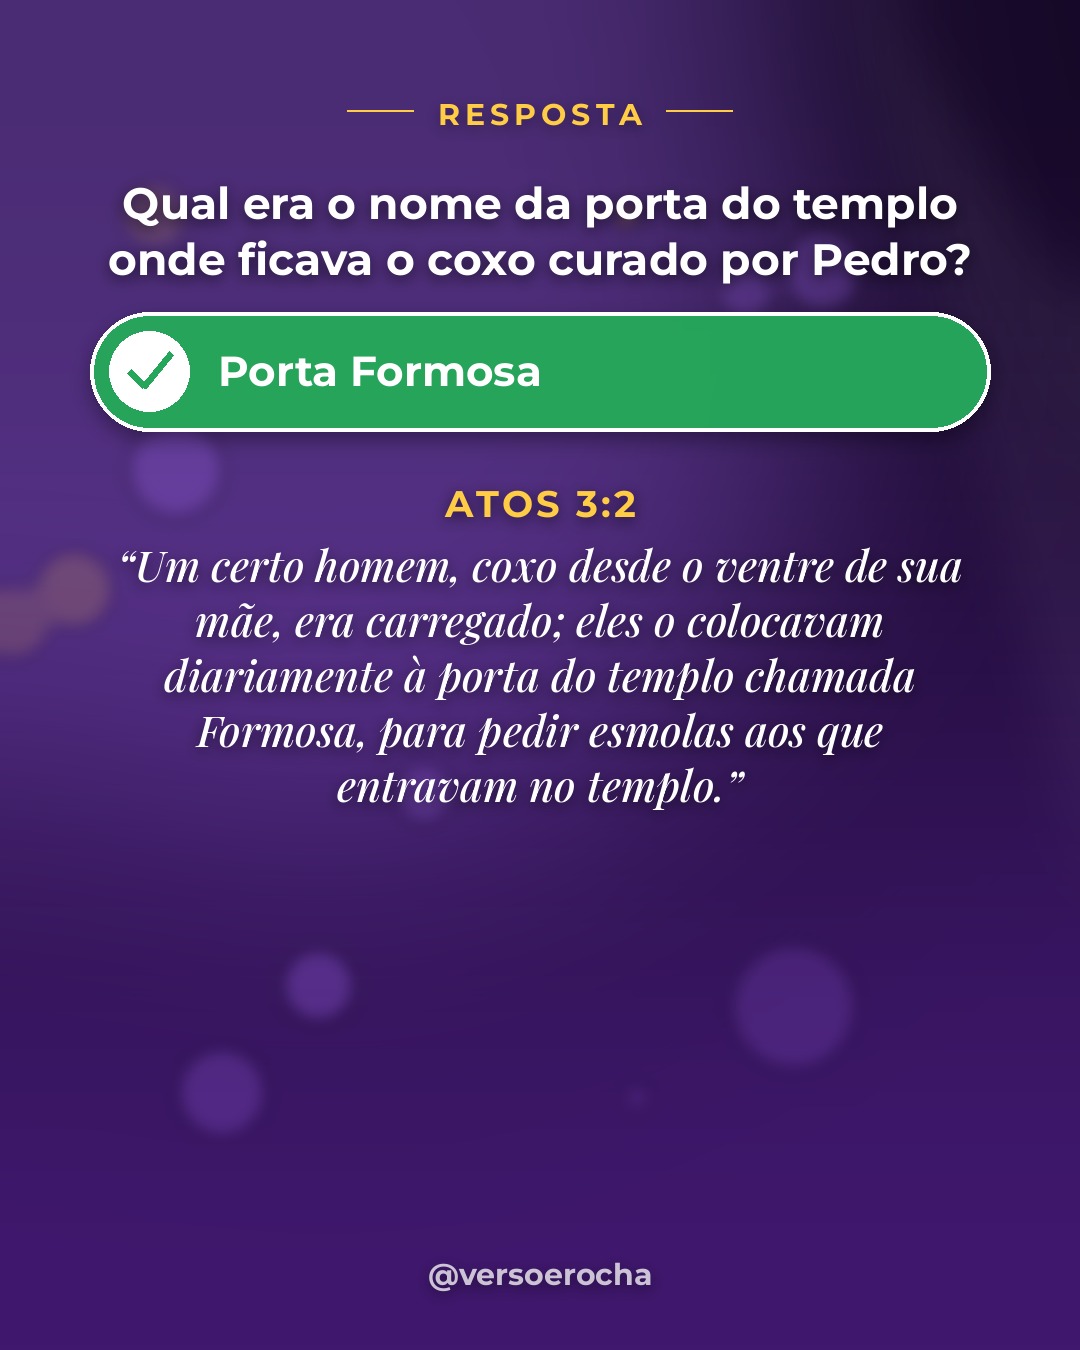 RESPOSTA
Qual era o nome da porta do templo
onde ficava o coxo curado por Pedro?
Porta Formosa
ATOS 3:2
“Um certo homem, coxo desde o ventre de sua
mãe, era carregado; eles o colocavam
diariamente à porta do templo chamada
Formosa, para pedir esmolas aos que
entravam no templo.”
@versoerocha